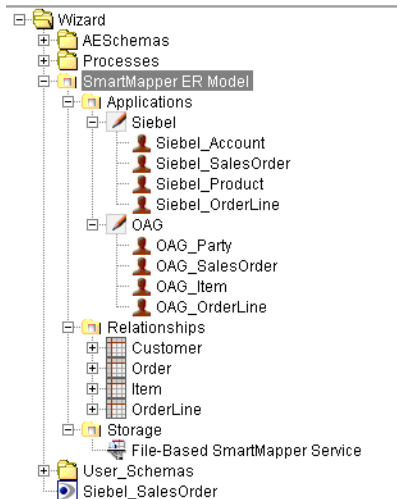 Wizard
AESchemas
Processes
SmartMapper ER Model
Applications
Siebel
Siebel_Account
Siebel_SalesOrder
Siebel_Product
Siebel_OrderLine
OAG
OAG_Party
OAG_SalesOrder
OAG_Item
OAG_OrderLine
Relationships
Customer
Order
Item
OrderLine
Storage
File-Based SmartMapper Service
User_Schemas
Siebel_SalesOrder